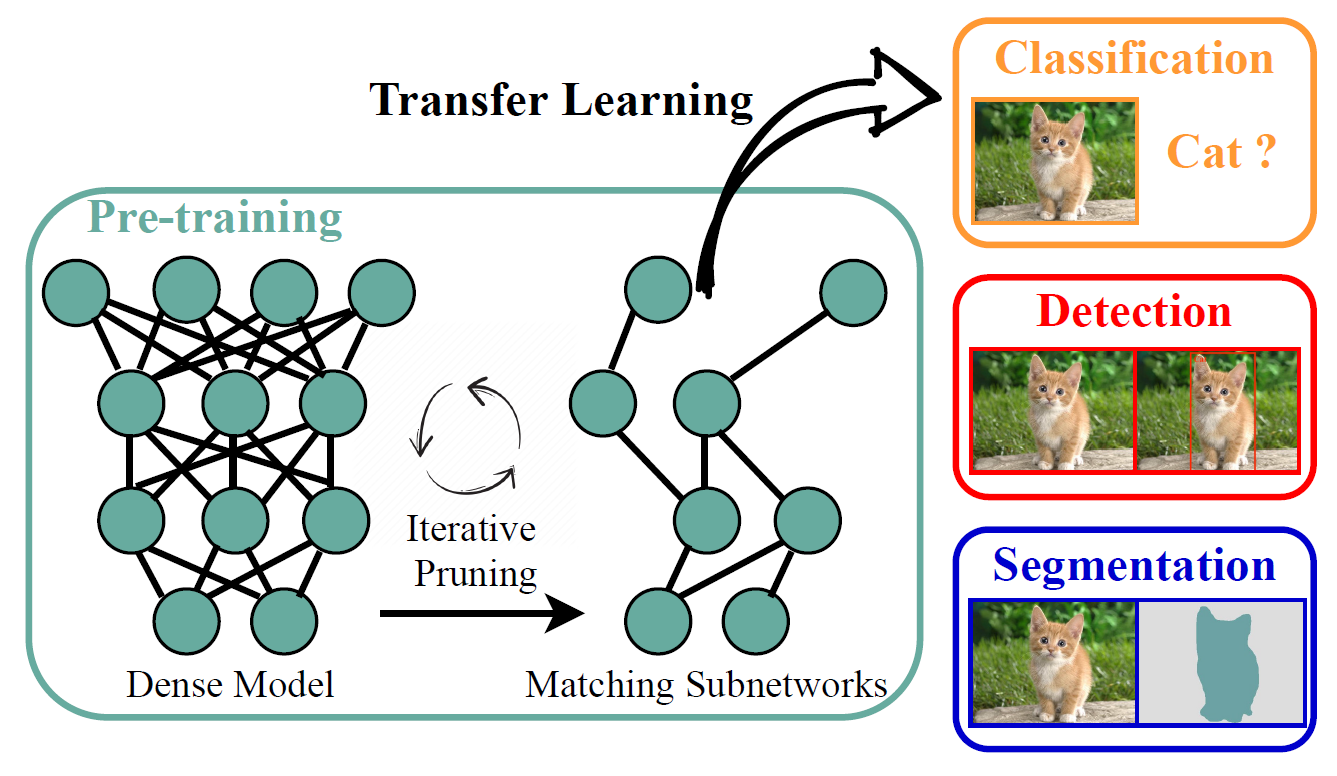 Transfer Learning
Pre-training
Iterative
Pruning
Dense Model
Matching Subnetworks
Classification
Cat ?
Detection
Segmentation